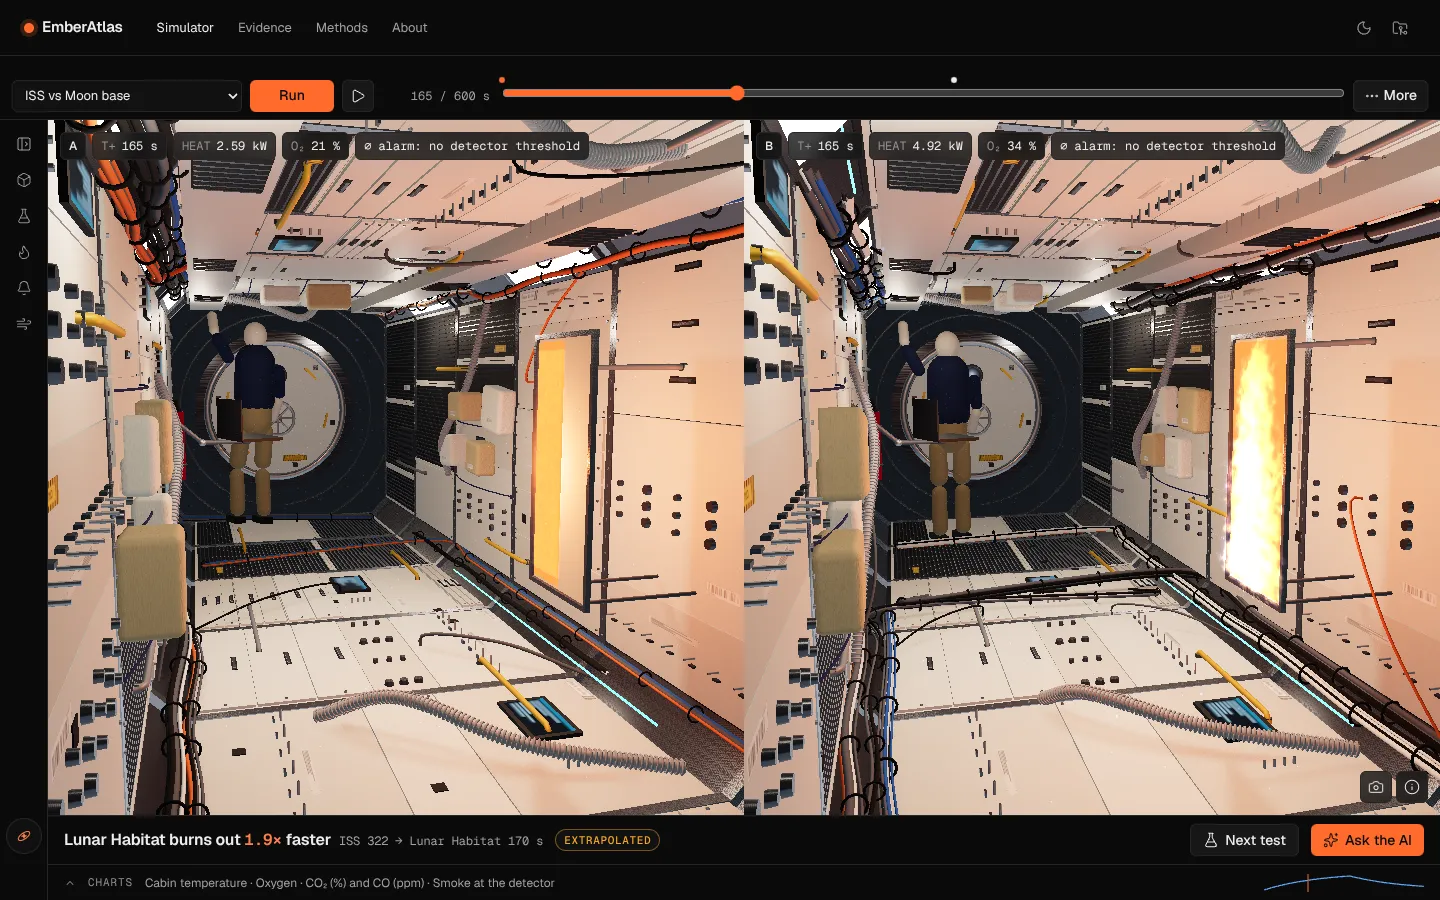 EmberAtlas Simulator Evidence Methods About
ISS vs Moon base Run 165 / 600 s ··· More
A T+ 165 s HEAT 2.59 kW O₂ 21 % ∅ alarm: no detector threshold
B T+ 165 s HEAT 4.92 kW O₂ 34 % ∅ alarm: no detector threshold
Lunar Habitat burns out 1.9× faster ISS 322 → Lunar Habitat 170 s EXTRAPOLATED Next test Ask the AI
CHARTS Cabin temperature · Oxygen · CO₂ (%) and CO (ppm) · Smoke at the detector